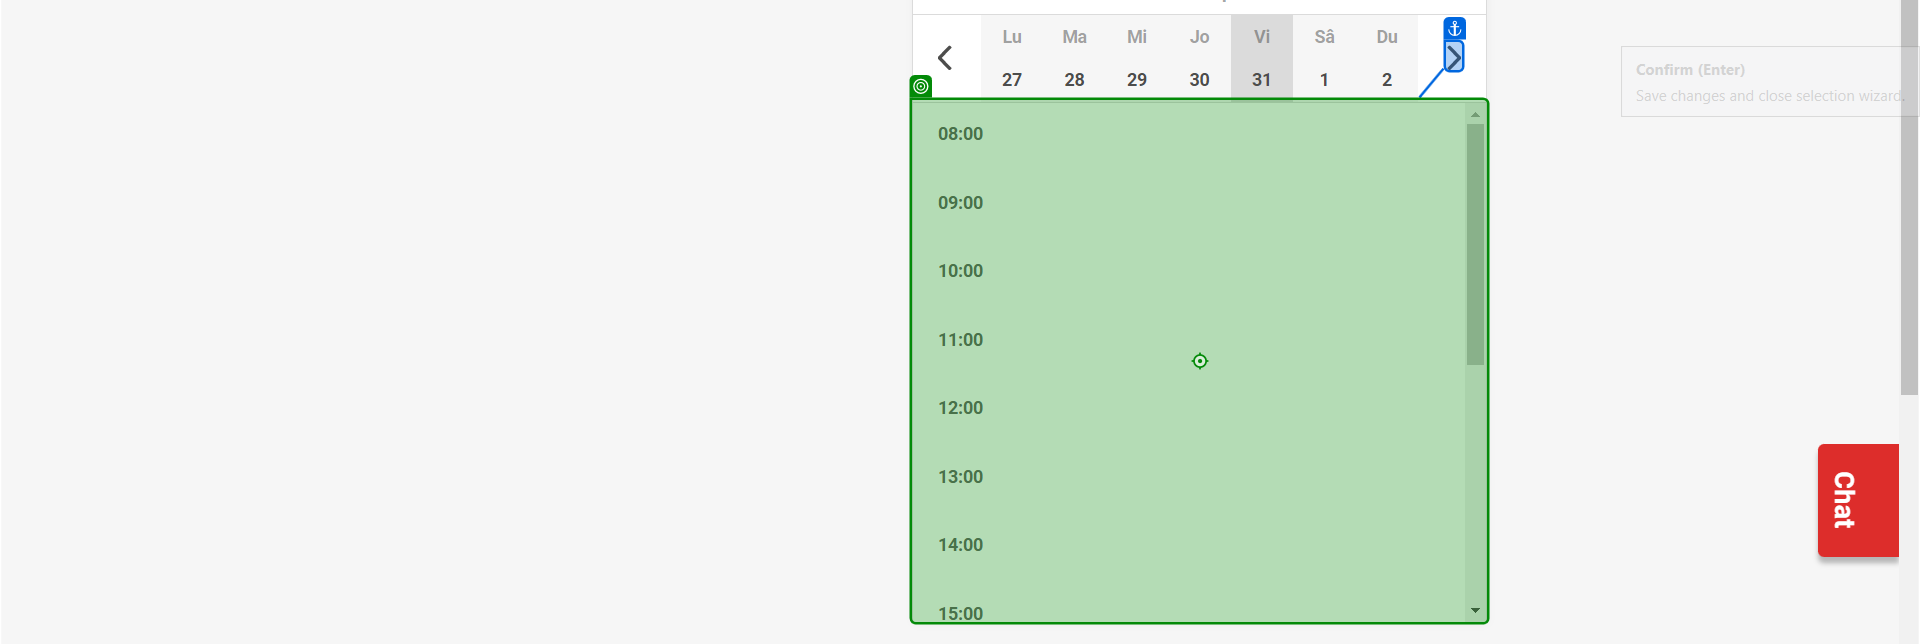 Lu Ma Mi Jo Vi Sâ Du
27 28 29 30 31 1 2
Confirm (Enter)
Save changes and close selection wizard.
08:00
09:00
10:00
11:00
12:00
13:00
14:00
15:00
Chat